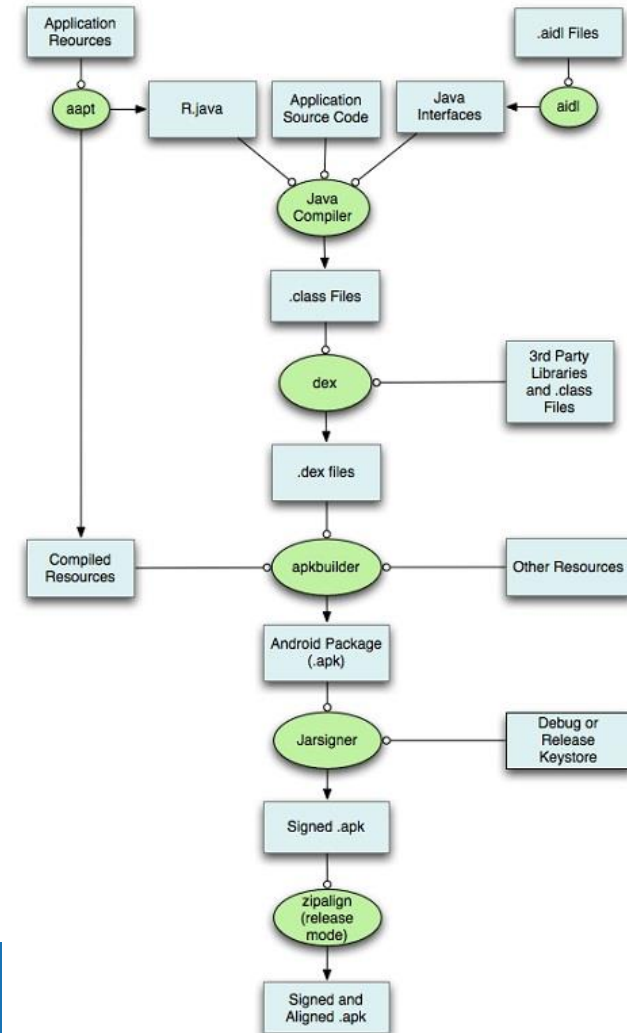 Application
Reources
.aidl Files
aapt
R.java
Application
Source Code
Java
Interfaces
aidl
Java
Compiler
.class Files
dex
3rd Party
Libraries
and .class
Files
.dex files
Compiled
Resources
apkbuilder
Other Resources
Android Package
(.apk)
Jarsigner
Debug or
Release
Keystore
Signed .apk
zipalign
(release
mode)
Signed and
Aligned .apk